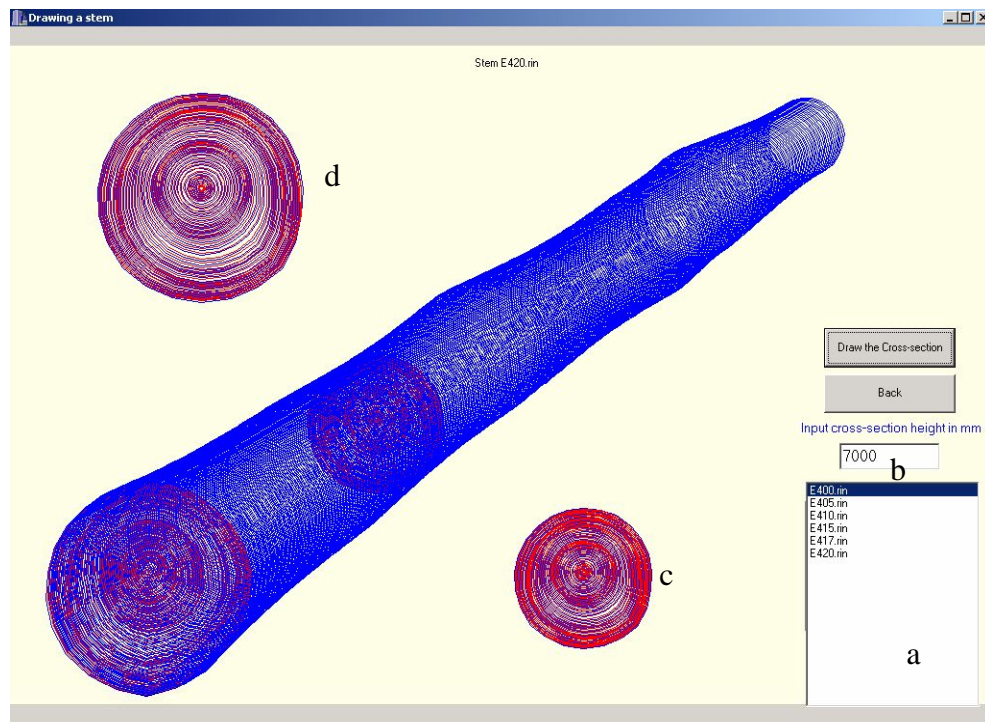 Drawing a stem
Stem E420.rin
d
Draw the Cross-section
Back
Input cross-section height in mm
7000
b
E400.rin
E405.rin
E410.rin
E415.rin
E417.rin
E420.rin
c
a